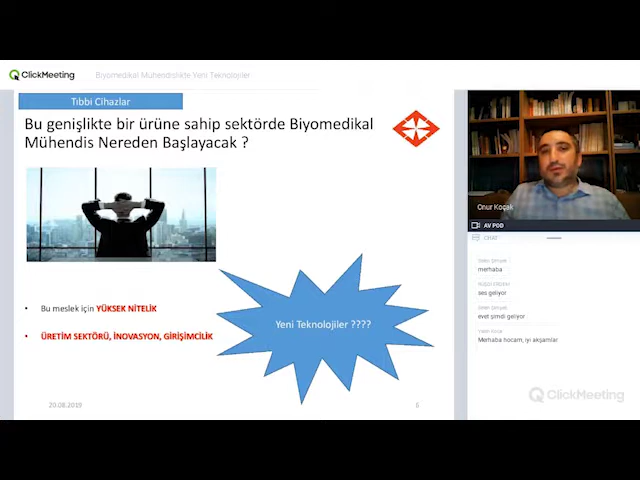 ClickMeeting
Biyomedikal Mühendislikte Yeni Teknolojiler
Tıbbi Cihazlar
Bu genişlikte bir ürüne sahip sektörde Biyomedikal
Mühendis Nereden Başlayacak ?
• Bu meslek için YÜKSEK NİTELİK
• ÜRETİM SEKTÖRÜ, İNOVASYON, GİRİŞİMCİLİK
Yeni Teknolojiler ????
20.08.2019
6
Onur Koçak
AV POD
merhaba
ses geliyor
evet şimdi geliyor
Merhaba hocam, iyi akşamlar
ClickMeeting